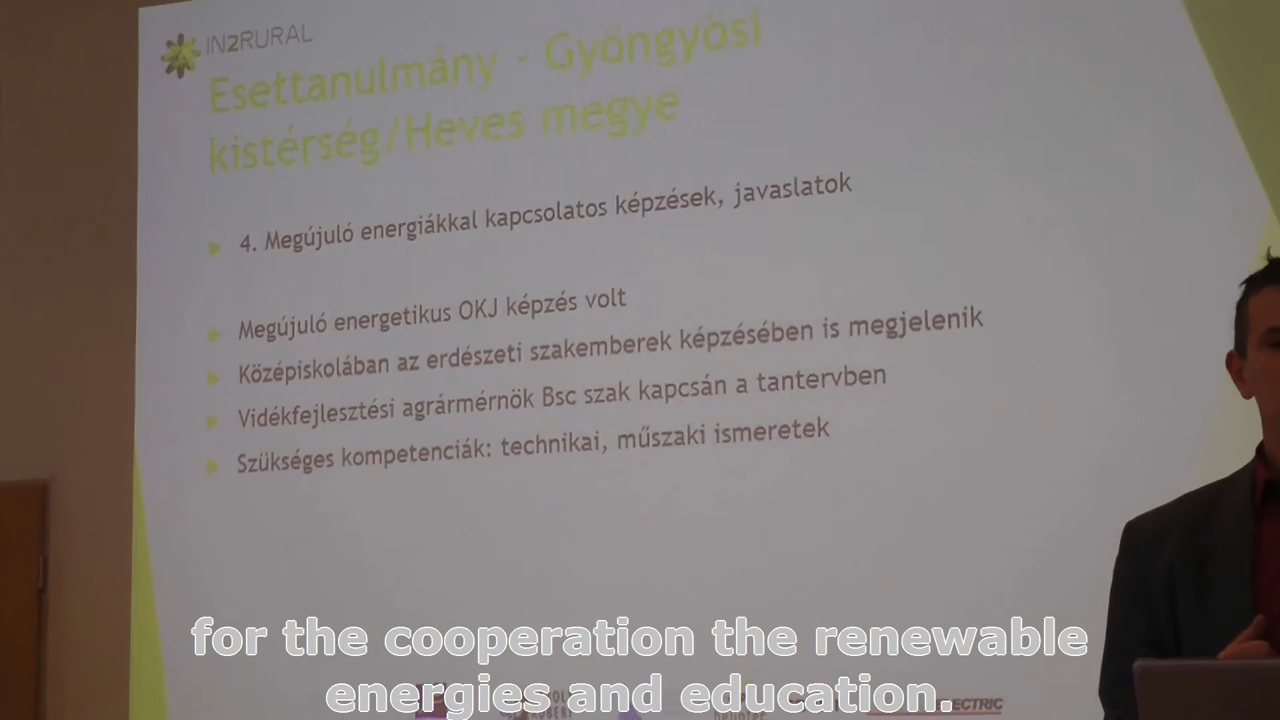 IN2RURAL
Esettanulmány - Gyöngyösi
kistérség/Heves megye
4. Megújuló energiákkal kapcsolatos képzések, javaslatok
Megújuló energetikus OKJ képzés volt
Középiskolában az erdészeti szakemberek képzésében is megjelenik
Vidékfejlesztési agrármérnök Bsc szak kapcsán a tantervben
Szükséges kompetenciák: technikai, műszaki ismeretek
for the cooperation the renewable
energies and education.